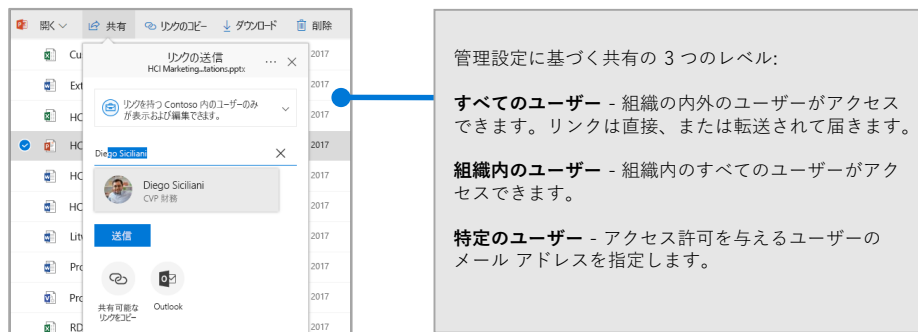 開く 共有 リンクのコピー ダウンロード 削除
リンクの送信
HCI Marketing...tations.pptx
リンクを持つ Contoso 内のユーザーのみ
が表示および編集できます。
Diego Siciliani
Diego Siciliani
CVP 財務
送信
共有可能な
リンクをコピー
Outlook
Cu 2017
Ext 2017
HC 2017
HC 2017
HC 2017
HC 2017
Litv 2017
Pro 2017
Pro 2017
RD 2017
管理設定に基づく共有の 3 つのレベル:
すべてのユーザー - 組織の内外のユーザーがアクセス
できます。リンクは直接、または転送されて届きます。
組織内のユーザー - 組織内のすべてのユーザーがアク
セスできます。
特定のユーザー - アクセス許可を与えるユーザーの
メール アドレスを指定します。